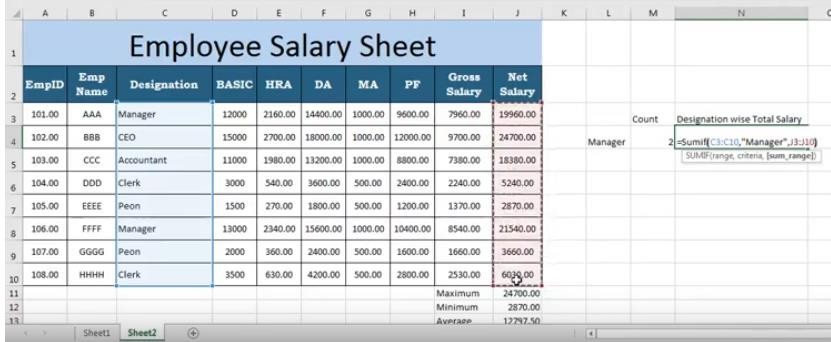 A B C D E F G H I J K L M N
1 Employee Salary Sheet
2 EmpID Emp Name Designation BASIC HRA DA MA PF Gross Salary Net Salary
3 101.00 AAA Manager 12000 2160.00 14400.00 1000.00 9600.00 7960.00 19960.00 Count Designation wise Total Salary
4 102.00 BBB CEO 15000 2700.00 18000.00 1000.00 12000.00 9700.00 24700.00 Manager 2 =Sumif(C3:C10,"Manager",J3:J10)
5 103.00 CCC Accountant 11000 1980.00 13200.00 1000.00 8800.00 7380.00 18380.00 SUMIF(range, criteria, [sum_range])
6 104.00 DDD Clerk 3000 540.00 3600.00 500.00 2400.00 2240.00 5240.00
7 105.00 EEEE Peon 1500 270.00 1800.00 500.00 1200.00 1370.00 2870.00
8 106.00 FFFF Manager 13000 2340.00 15600.00 1000.00 10400.00 8540.00 21540.00
9 107.00 GGGG Peon 2000 360.00 2400.00 500.00 1600.00 1660.00 3660.00
10 108.00 HHHH Clerk 3500 630.00 4200.00 500.00 2800.00 2530.00 6030.00
11 Maximum 24700.00
12 Minimum 2870.00
13 Average 12797.50
Sheet1 Sheet2